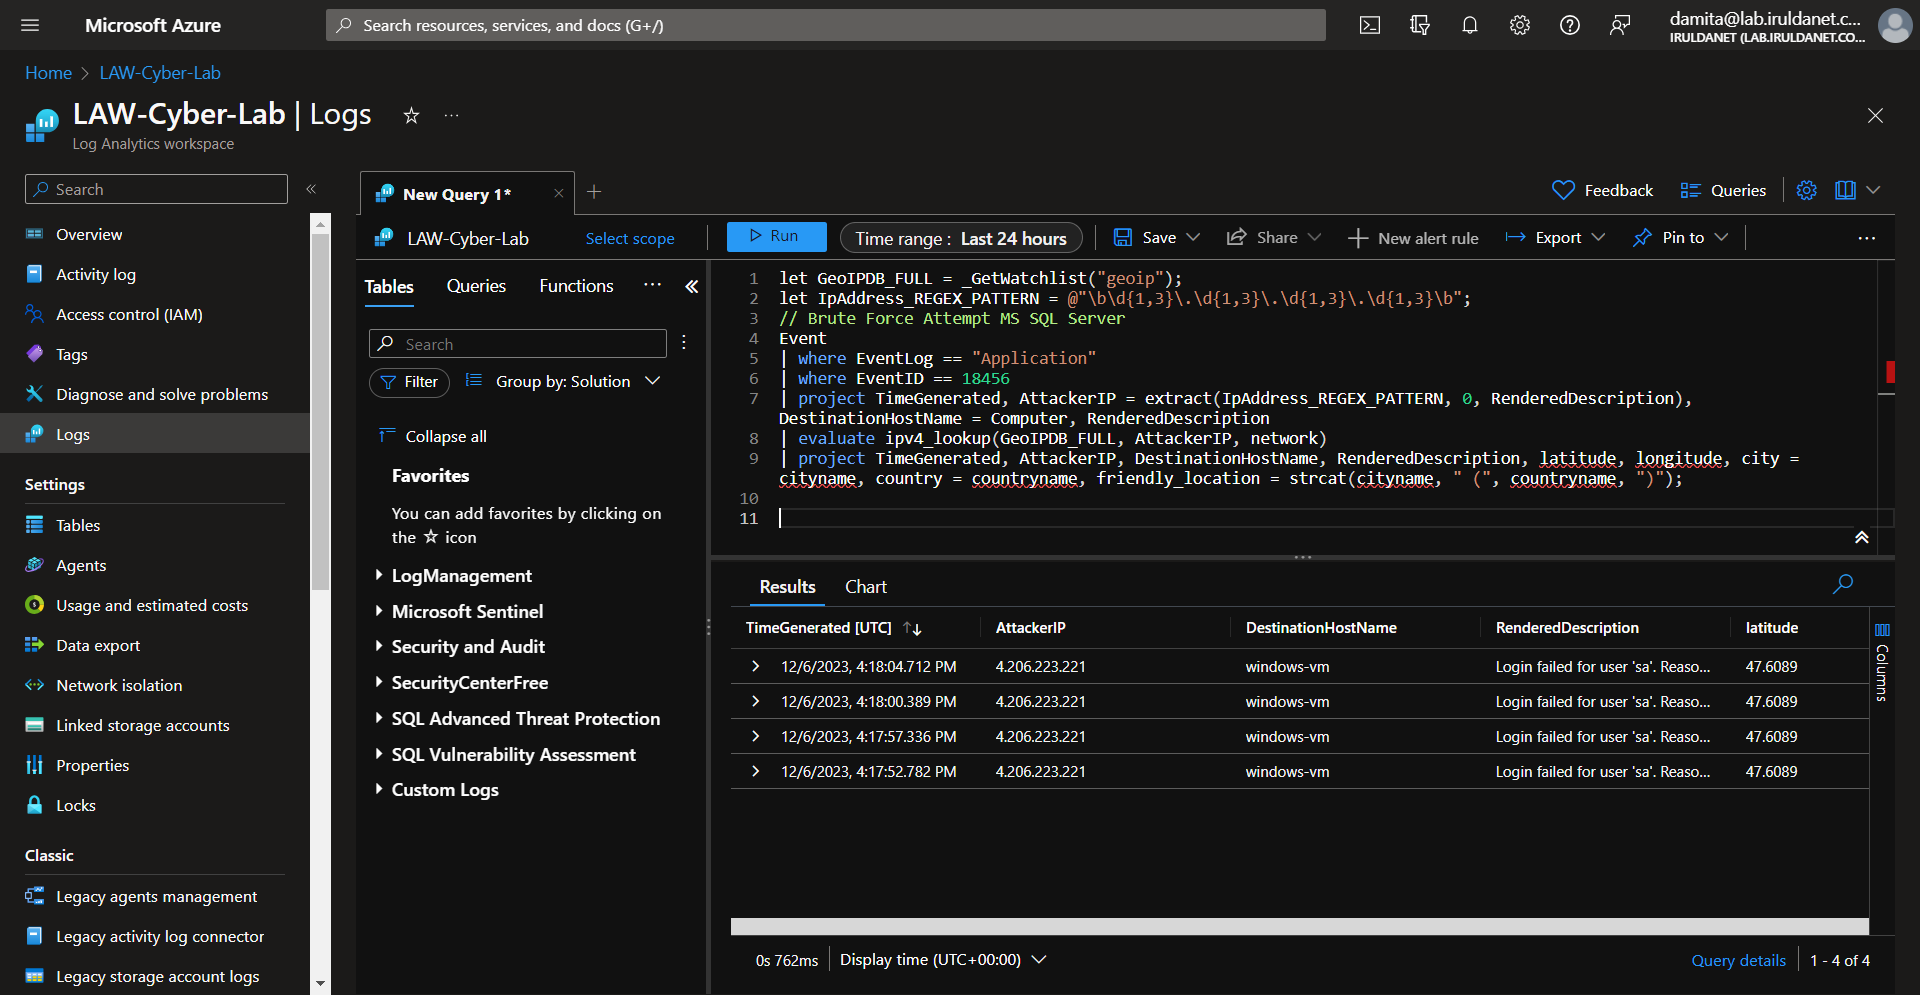 Microsoft Azure
Search resources, services, and docs (G+/)
damita@lab.iruldanet.c...
IRULDANET (LAB.IRULDANET.CO...
Home > LAW-Cyber-Lab
LAW-Cyber-Lab | Logs
Log Analytics workspace
Search
Overview
Activity log
Access control (IAM)
Tags
Diagnose and solve problems
Logs
Settings
Tables
Agents
Usage and estimated costs
Data export
Network isolation
Linked storage accounts
Properties
Locks
Classic
Legacy agents management
Legacy activity log connector
Legacy storage account logs
New Query 1*
Feedback
Queries
LAW-Cyber-Lab
Select scope
Run
Time range : Last 24 hours
Save
Share
New alert rule
Export
Pin to
Tables
Queries
Functions
Search
Filter
Group by: Solution
Collapse all
Favorites
You can add favorites by clicking on
the ☆ icon
LogManagement
Microsoft Sentinel
Security and Audit
SecurityCenterFree
SQL Advanced Threat Protection
SQL Vulnerability Assessment
Custom Logs
1 let GeoIPDB_FULL = _GetWatchlist("geoip");
2 let IpAddress_REGEX_PATTERN = @"\b\d{1,3}\.\d{1,3}\.\d{1,3}\.\d{1,3}\b";
3 // Brute Force Attempt MS SQL Server
4 Event
5 | where EventLog == "Application"
6 | where EventID == 18456
7 | project TimeGenerated, AttackerIP = extract(IpAddress_REGEX_PATTERN, 0, RenderedDescription),
DestinationHostName = Computer, RenderedDescription
8 | evaluate ipv4_lookup(GeoIPDB_FULL, AttackerIP, network)
9 | project TimeGenerated, AttackerIP, DestinationHostName, RenderedDescription, latitude, longitude, city =
cityname, country = countryname, friendly_location = strcat(cityname, " (", countryname, ")");
10
11
Results
Chart
TimeGenerated [UTC] AttackerIP DestinationHostName RenderedDescription latitude
12/6/2023, 4:18:04.712 PM 4.206.223.221 windows-vm Login failed for user 'sa'. Reaso... 47.6089
12/6/2023, 4:18:00.389 PM 4.206.223.221 windows-vm Login failed for user 'sa'. Reaso... 47.6089
12/6/2023, 4:17:57.336 PM 4.206.223.221 windows-vm Login failed for user 'sa'. Reaso... 47.6089
12/6/2023, 4:17:52.782 PM 4.206.223.221 windows-vm Login failed for user 'sa'. Reaso... 47.6089
Columns
0s 762ms
Display time (UTC+00:00)
Query details
1 - 4 of 4